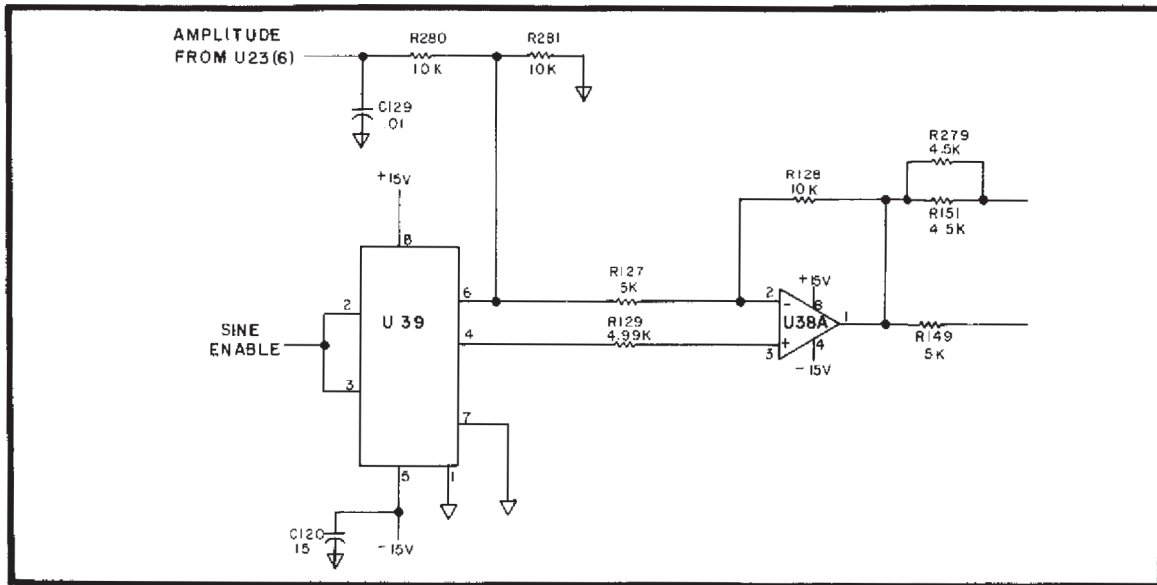 AMPLITUDE
FROM U23(6)
R280
10K
R281
10K
C129
.01
R279
4.5K
R128
10K
R151
4.5K
+15V
8
R127
5K
+15V
6
2
-
8
2
U 39
U38A
1
SINE
ENABLE
4
R129
4.99K
+
3
4
-15V
R149
5K
3
7
5
1
C120
.15
-15V